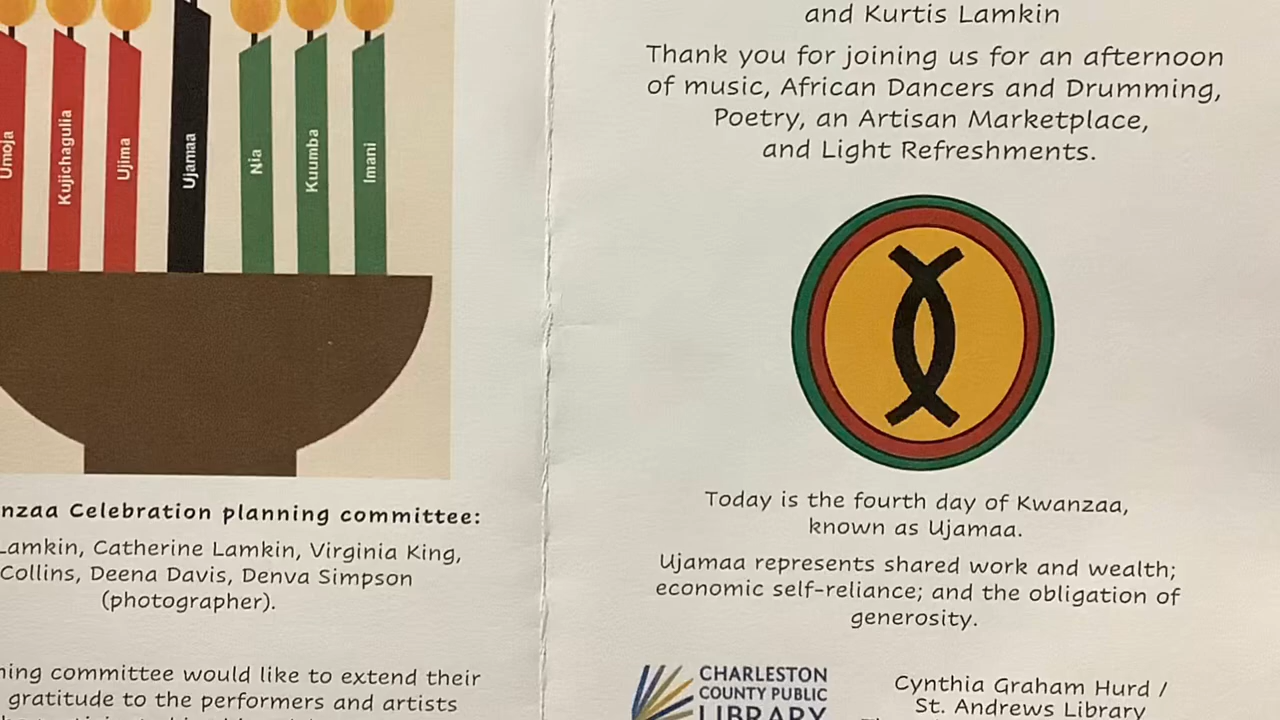 Umoja
Kujichagulia
Ujima
Ujamaa
Nia
Kuumba
Imani
nzaa Celebration planning committee:
Lamkin, Catherine Lamkin, Virginia King,
Collins, Deena Davis, Denva Simpson
(photographer).
ning committee would like to extend their
gratitude to the performers and artists
and Kurtis Lamkin
Thank you for joining us for an afternoon
of music, African Dancers and Drumming,
Poetry, an Artisan Marketplace,
and Light Refreshments.
Today is the fourth day of Kwanzaa,
known as Ujamaa.
Ujamaa represents shared work and wealth;
economic self-reliance; and the obligation of
generosity.
CHARLESTON
COUNTY PUBLIC
LIBRARY
Cynthia Graham Hurd /
St. Andrews Library